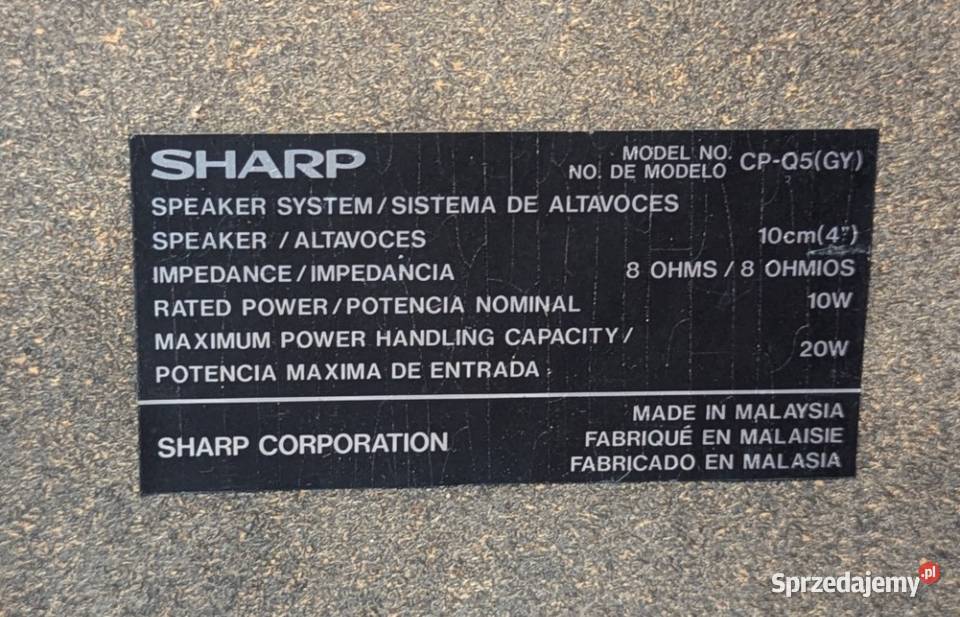 SHARP
MODEL NO. CP-Q5(GY)
NO. DE MODELO
SPEAKER SYSTEM/SISTEMA DE ALTAVOCES
SPEAKER /ALTAVOCES 10cm(4")
IMPEDANCE/IMPEDANCIA 8 OHMS / 8 OHMIOS
RATED POWER/POTENCIA NOMINAL 10W
MAXIMUM POWER HANDLING CAPACITY/
POTENCIA MAXIMA DE ENTRADA 20W
SHARP CORPORATION
MADE IN MALAYSIA
FABRIQUÉ EN MALAISIE
FABRICADO EN MALASIA
Sprzedajemy.pl